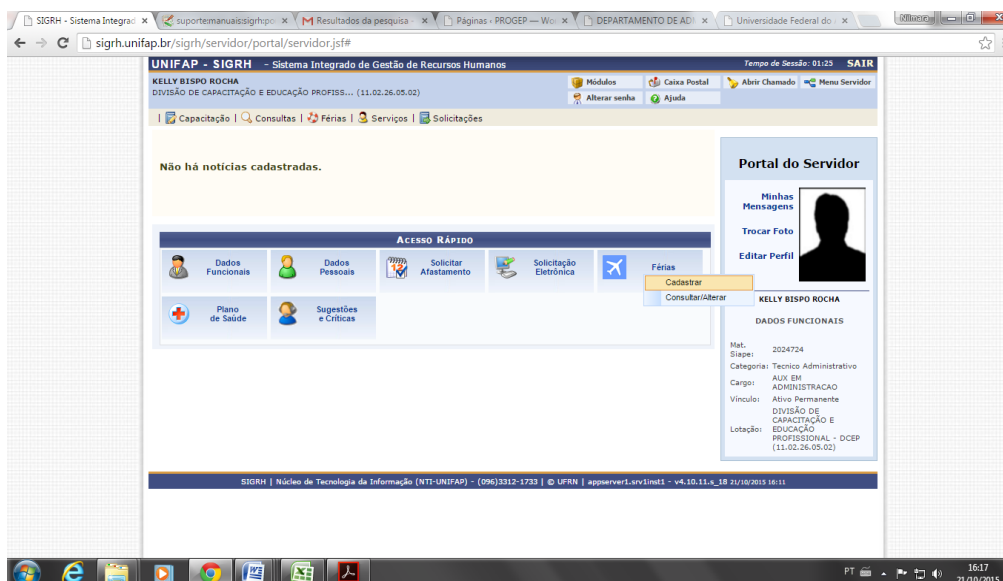 SIGRH - Sistema Integrad
suportemanuaissigrh:po
Resultados da pesquisa
Páginas - PROGEP — Wo
DEPARTAMENTO DE AD
Universidade Federal do
Nilmara
sigrh.unifap.br/sigrh/servidor/portal/servidor.jsf#
UNIFAP - SIGRH - Sistema Integrado de Gestão de Recursos Humanos
Tempo de Sessão: 01:25 SAIR
KELLY BISPO ROCHA
DIVISÃO DE CAPACITAÇÃO E EDUCAÇÃO PROFISS... (11.02.26.05.02)
Módulos Caixa Postal Abrir Chamado Menu Servidor
Alterar senha Ajuda
| Capacitação | Consultas | Férias | Serviços | Solicitações
Não há notícias cadastradas.
ACESSO RÁPIDO
Dados
Funcionais
Dados
Pessoais
Solicitar
Afastamento
Solicitação
Eletrônica
Férias
Cadastrar
Consultar/Alterar
Plano
de Saúde
Sugestões
e Críticas
Portal do Servidor
Minhas
Mensagens
Trocar Foto
Editar Perfil
KELLY BISPO ROCHA
DADOS FUNCIONAIS
Mat.
Siape: 2024724
Categoria: Tecnico Administrativo
Cargo: AUX EM
ADMINISTRACAO
Vínculo: Ativo Permanente
Lotação: DIVISÃO DE
CAPACITAÇÃO E
EDUCAÇÃO
PROFISSIONAL - DCEP
(11.02.26.05.02)
SIGRH | Núcleo de Tecnologia da Informação (NTI-UNIFAP) - (096)3312-1733 | © UFRN | appserver1.srv1inst1 - v4.10.11.s_18 21/10/2015 16:11
PT
16:17
21/10/2015